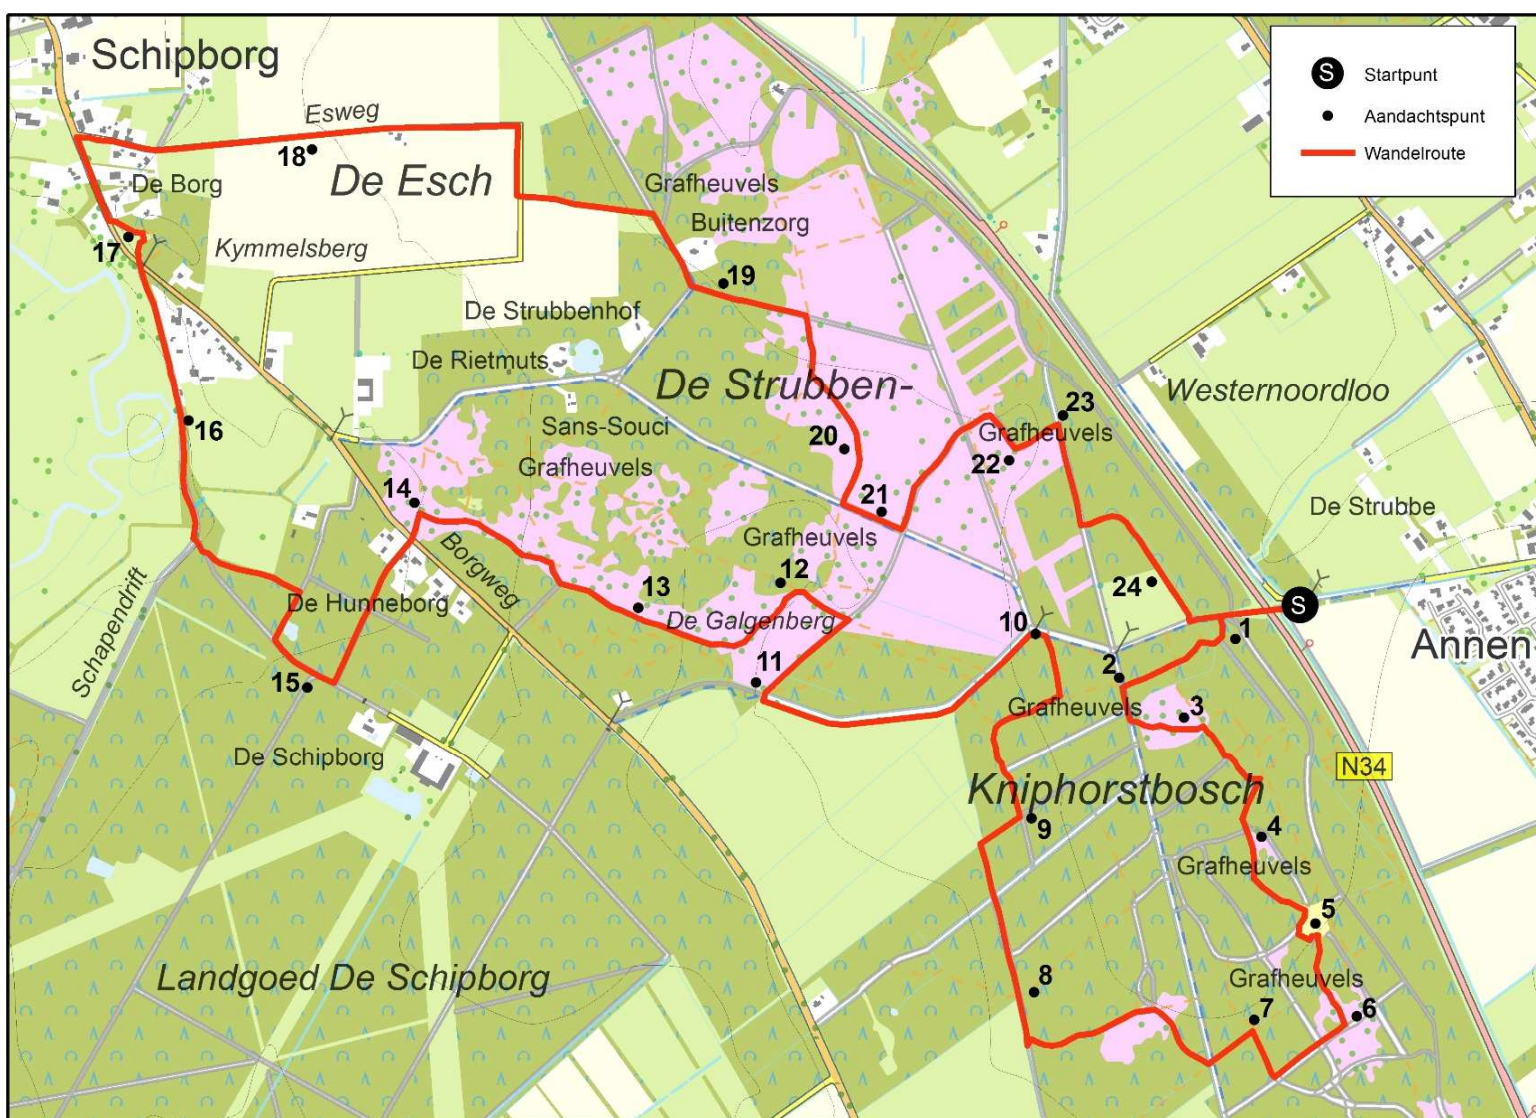 Schipborg
Esweg
18
De Esch
De Borg
17
Kymmelsberg
Grafheuvels
Buitenzorg
19
De Strubbenhof
De Rietmuts
De Strubben-
Westernoordloo
16
Sans-Souci
Grafheuvels
20
23
Grafheuvels
22
14
21
De Strubbe
Grafheuvels
Borgweg
12
24
13
De Hunneborg
De Galgenberg
10
S
1
Annen
Schapendrift
11
2
15
Grafheuvels
3
De Schipborg
N34
Kniphorstbosch
9
4
Grafheuvels
5
Landgoed De Schipborg
8
Grafheuvels
7
6
S Startpunt
Aandachtspunt
Wandelroute